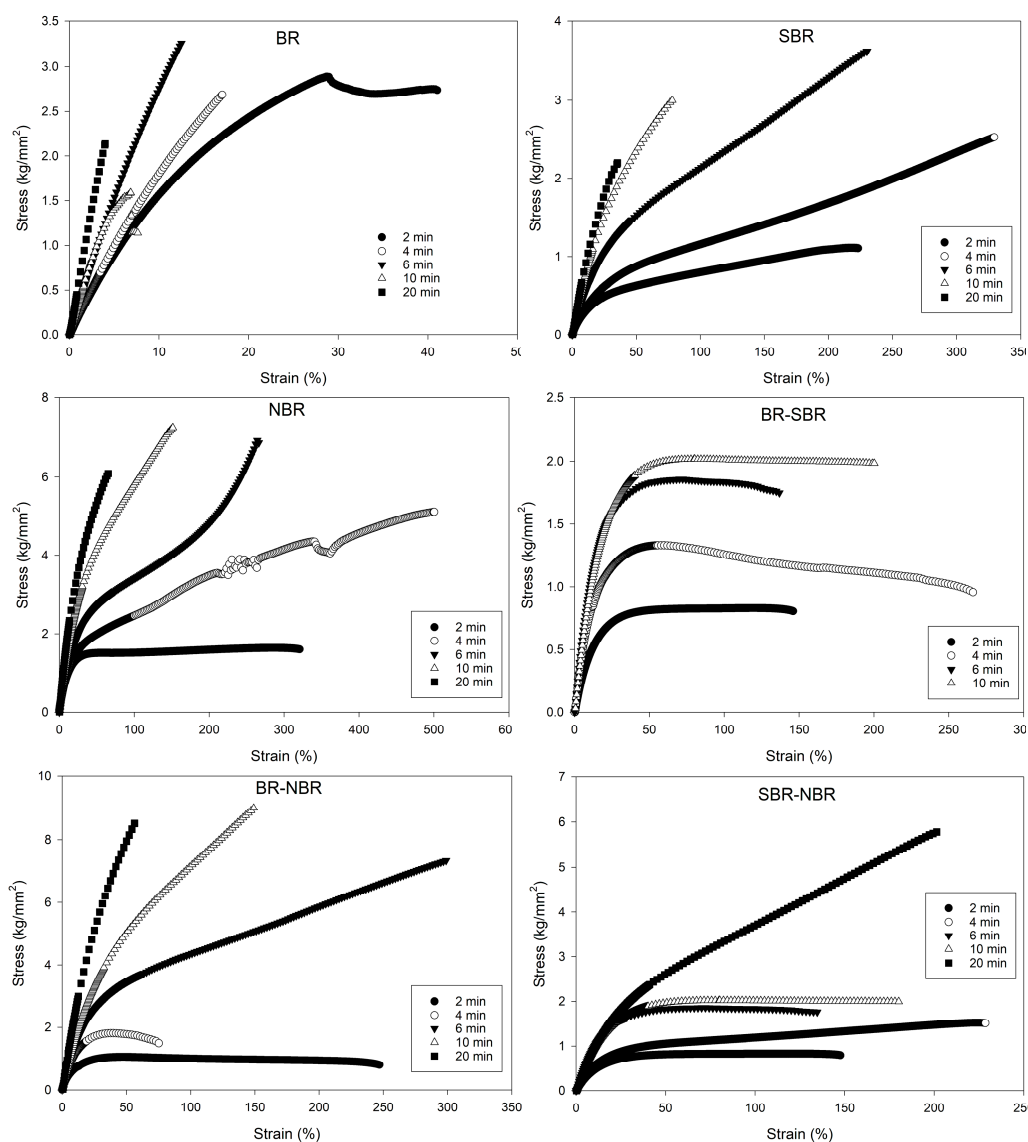 BR
3.5
3.0
2.5
2.0
1.5
1.0
0.5
0.0
Stress (kg/mm²)
2 min
4 min
6 min
10 min
20 min
0 10 20 30 40 50
Strain (%)
SBR
4
3
2
1
0
Stress (kg/mm²)
2 min
4 min
6 min
10 min
20 min
0 50 100 150 200 250 300 350
Strain (%)
NBR
8
6
4
2
0
Stress (kg/mm²)
2 min
4 min
6 min
10 min
20 min
0 100 200 300 400 500 600
Strain (%)
BR-SBR
2.5
2.0
1.5
1.0
0.5
0.0
Stress (kg/mm²)
2 min
4 min
6 min
10 min
0 50 100 150 200 250 300
Strain (%)
BR-NBR
10
8
6
4
2
0
Stress (kg/mm²)
2 min
4 min
6 min
10 min
20 min
0 50 100 150 200 250 300 350
Strain (%)
SBR-NBR
7
6
5
4
3
2
1
0
Stress (kg/mm²)
2 min
4 min
6 min
10 min
20 min
0 50 100 150 200 250
Strain (%)